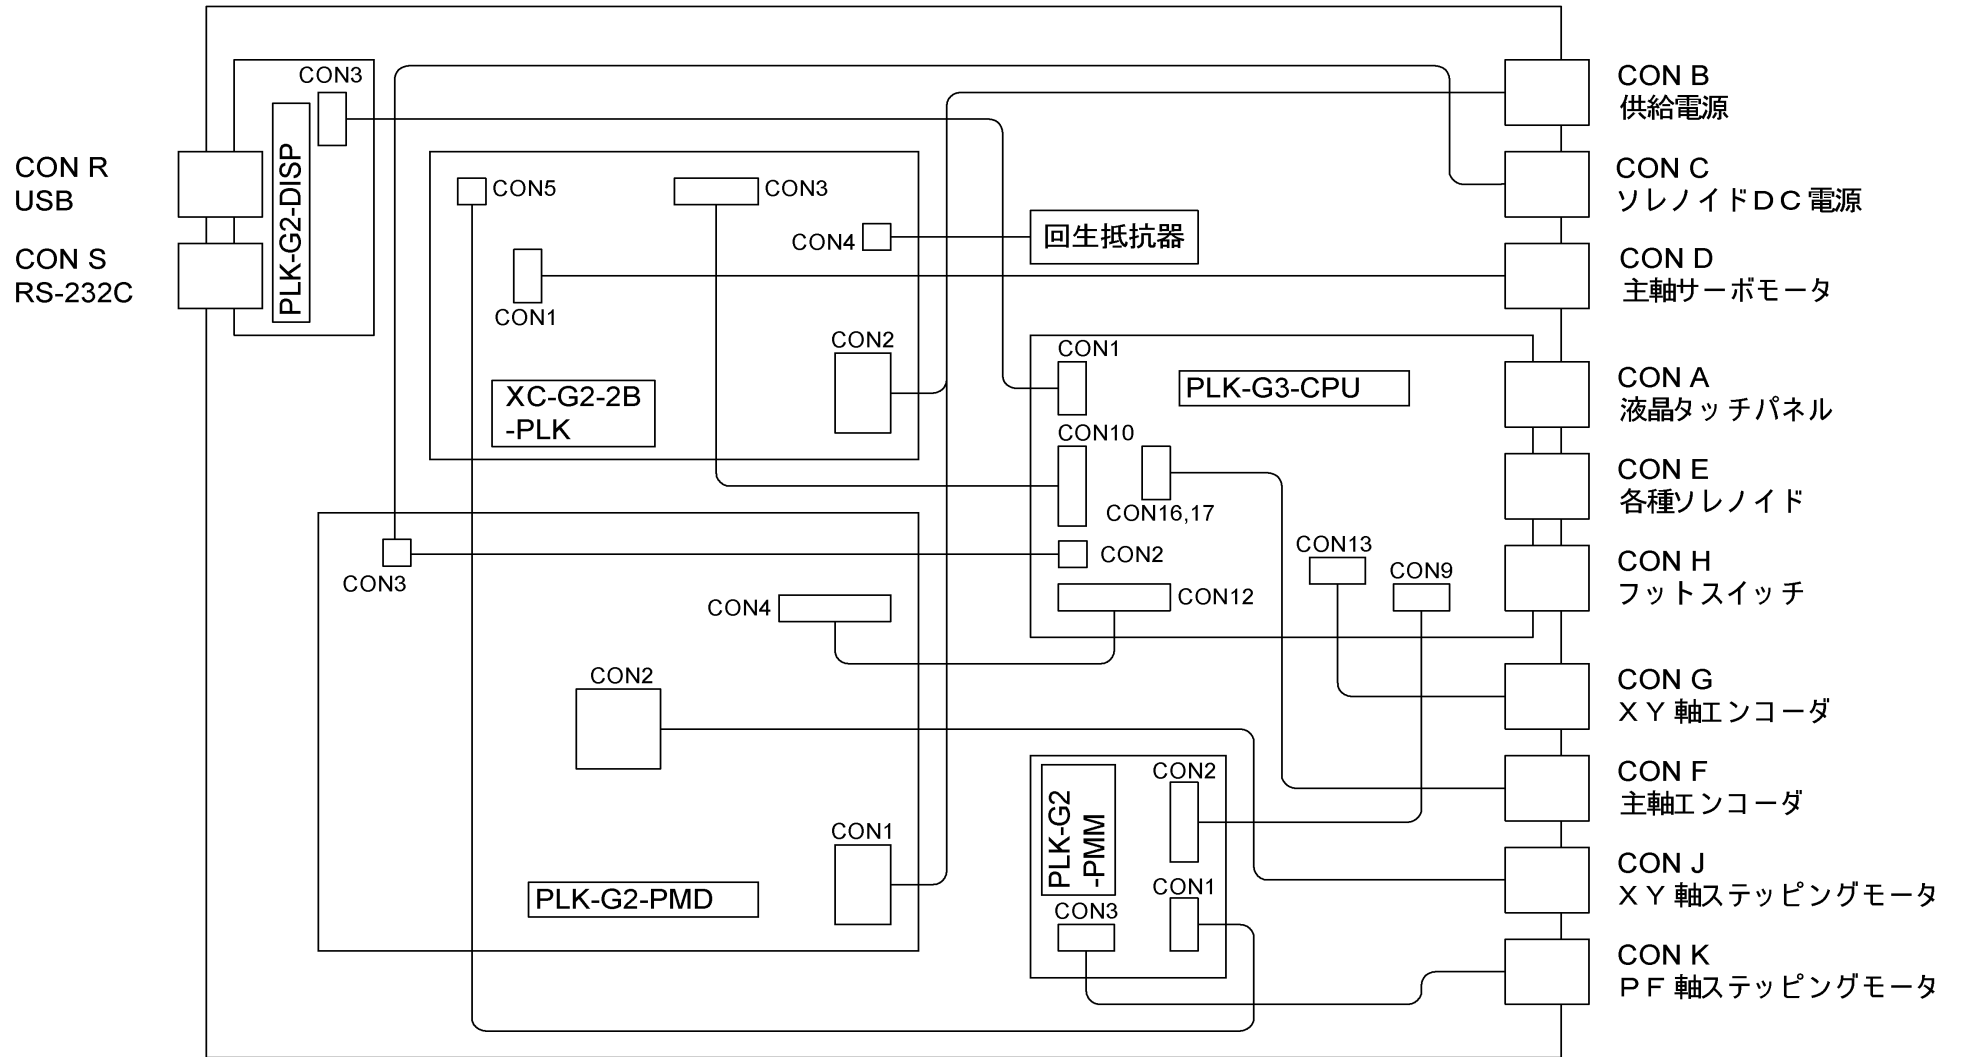 CON R
USB
CON S
RS-232C
CON3
PLK-G2-DISP
CON5
CON3
CON4
回生抵抗器
CON1
CON2
XC-G2-2B
-PLK
CON1
PLK-G3-CPU
CON10
CON16,17
CON2
CON12
CON13
CON9
CON3
CON4
CON2
CON1
PLK-G2-PMD
PLK-G2
-PMM
CON2
CON1
CON3
CON B
供給電源
CON C
ソレノイドＤＣ電源
CON D
主軸サーボモータ
CON A
液晶タッチパネル
CON E
各種ソレノイド
CON H
フットスイッチ
CON G
ＸＹ軸エンコーダ
CON F
主軸エンコーダ
CON J
ＸＹ軸ステッピングモータ
CON K
ＰＦ軸ステッピングモータ